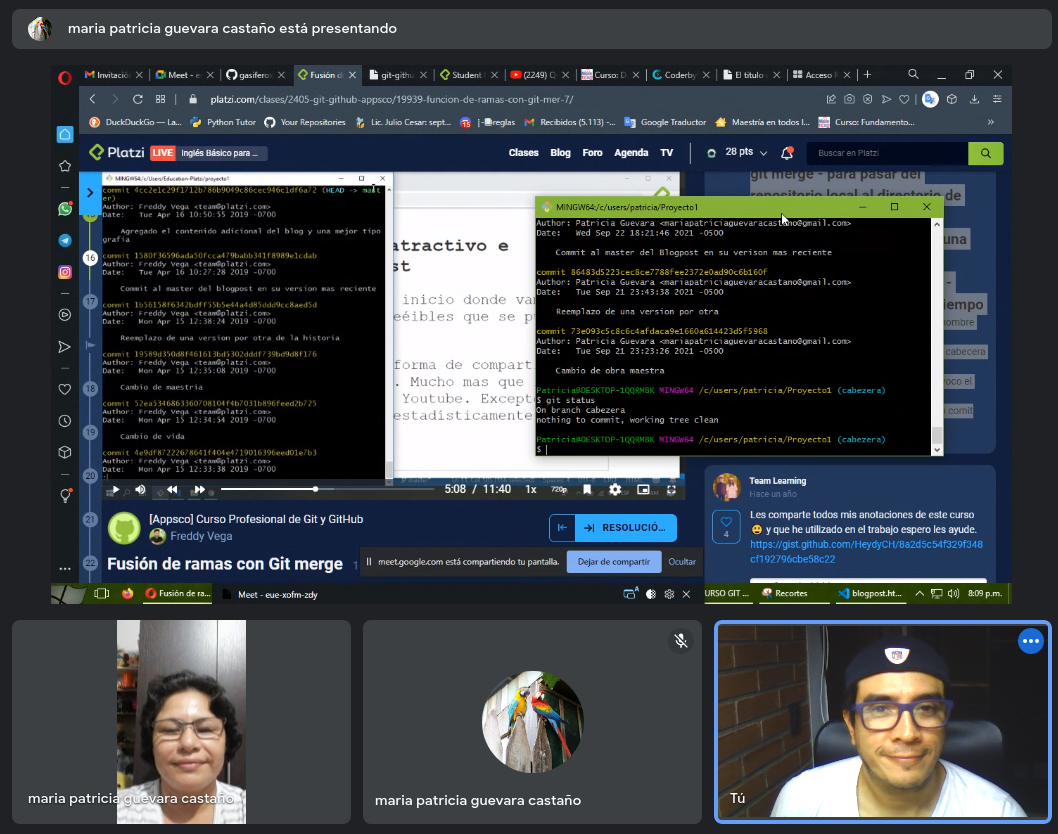 maria patricia guevara castaño está presentando
Invitación
Meet - e
gasifero
Fusión d
git-githu
Student
(2249) Q
Curso: D
Coderby
El título
Acceso
platzi.com/clases/2405-git-github-appsco/19939-funcion-de-ramas-con-git-mer-7/
DuckDuckGo — La...
Python Tutor
Your Repositories
Lic. Julio Cesar: sept...
reglas
Recibidos (5.113) -...
Google Traductor
Maestría en todos l...
Curso: Fundamento...
»
Platzi
LIVE
Inglés Básico para ...
Clases
Blog
Foro
Agenda
TV
28 pts
Buscar en Platzi
MINGW64:/c/Users/Education-Platzi/proyecto1
commit 4cc2e1c29f1712b786b9049c86cec946c1df6a72 (HEAD -> mast
er)
Author: Freddy Vega <team@platzi.com>
Date: Tue Apr 16 10:50:55 2019 -0700
Agregado el contenido adicional del blog y una mejor tipo
grafia
commit 1580f36596ada50fcca479babb341f8989e1cdab
Author: Freddy Vega <team@platzi.com>
Date: Tue Apr 16 10:27:28 2019 -0700
Commit al master del blogpost en su version mas reciente
commit 1b56158f6342bdff55b5e44a4d85ddd9cc8aed5d
Author: Freddy Vega <team@platzi.com>
Date: Mon Apr 15 12:38:24 2019 -0700
Reemplazo de una version por otra de la historia
commit 19589d350d8f461613bd5302dddf739bd9d8f176
Author: Freddy Vega <team@platzi.com>
Date: Mon Apr 15 12:35:08 2019 -0700
Cambio de maestria
commit 52ea5346863360708104f4b7031b896feed2b725
Author: Freddy Vega <team@platzi.com>
Date: Mon Apr 15 12:34:54 2019 -0700
Cambio de vida
commit 4e9df87222678641f404e4719016396eed01e7b3
Author: Freddy Vega <team@platzi.com>
Date: Mon Apr 15 12:33:38 2019 -0700
16
17
18
19
20
21
22
atractivo e
st
inicio donde va
eéibles que se p
forma de compart
. Mucho mas que
Youtube. Except
estadísticamente
MINGW64:/c/users/patricia/Proyecto1
Author: Patricia Guevara <mariapatriciaguevaracastano@gmail.com>
Date: Wed Sep 22 18:21:46 2021 -0500
Commit al master del Blogpost en su verison mas reciente
commit 86483d5223cec8ce7788fee2372e0ad90c6b160f
Author: Patricia Guevara <mariapatriciaguevaracastano@gmail.com>
Date: Tue Sep 21 23:43:38 2021 -0500
Reemplazo de una version por otra
commit 73e093c5c8c6c4afdaca9e1660a614423d5f5968
Author: Patricia Guevara <mariapatriciaguevaracastano@gmail.com>
Date: Tue Sep 21 23:23:26 2021 -0500
Cambio de obra maestra
Patricia@DESKTOP-1QQRMBK MINGW64 /c/users/patricia/Proyecto1 (cabezera)
$ git status
On branch cabezera
nothing to commit, working tree clean
Patricia@DESKTOP-1QQRMBK MINGW64 /c/users/patricia/Proyecto1 (cabezera)
$
git merge - para pasar del
repositorio local al directorio de
una
iempo
nombre
cabecera
voco el
o comit
5:08 / 11:40
1x
720p
[Appsco] Curso Profesional de Git y GitHub
Freddy Vega
RESOLUCIÓ...
Fusión de ramas con Git merge
meet.google.com está compartiendo tu pantalla.
Dejar de compartir
Ocultar
Team Learning
Hace un año
Les comparte todos mis anotaciones de este curso
😀 y que he utilizado en el trabajo espero les ayude.
https://gist.github.com/HeydyCH/8a2d5c54f329f348
cf192796cbe58c22
4
Fusión de ra...
Meet - eue-xofm-zdy
URSO GIT ...
Recortes
blogpost.ht...
8:09 p.m.
maria patricia guevara castaño
maria patricia guevara castaño
Tú